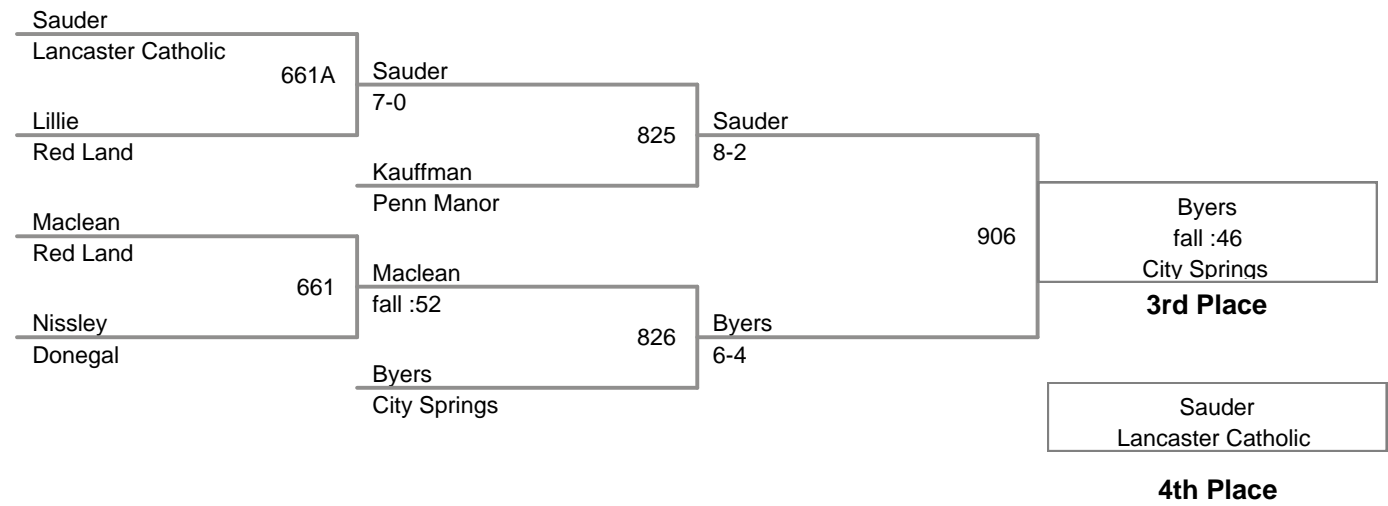 Sauder
Lancaster Catholic
661A
Sauder
7-0
Lillie
Red Land
825
Sauder
8-2
Kauffman
Penn Manor
Maclean
Red Land
906
Byers
fall :46
City Springs
3rd Place
661
Maclean
fall :52
Nissley
Donegal
826
Byers
6-4
Byers
City Springs
Sauder
Lancaster Catholic
4th Place